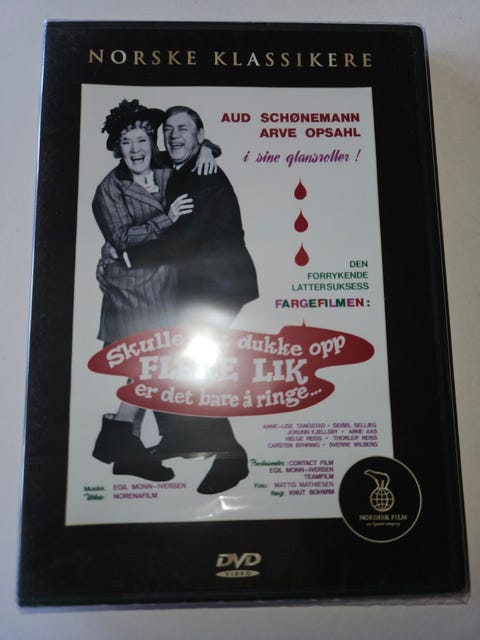 NORSKE KLASSIKERE
AUD SCHØNEMANN
ARVE OPSAHL
i sine glansroller !
DEN
FORRYKENDE
LATTERSUKSESS
FARGEFILMEN:
Skulle dukke opp
LIK
er det bare å ringe...
ANNE-LISE TANGSTAD • SIDSEL SELLÆG
JORUNN KJELLSBY • ARNE AAS
HELGE REISS • THORLEIF REISS
CARSTEN BYHRING • SVERRE WILBERG
Produsenter: CONTACT FILM
EGIL MONN-IVERSEN
TEAMFILM
Musikk: EGIL MONN-IVERSEN
Foto: MATTIS MATHIESEN
NORENAFILM
Regi: KNUT BOHWIM
NORDISK FILM
DVD
VIDEO